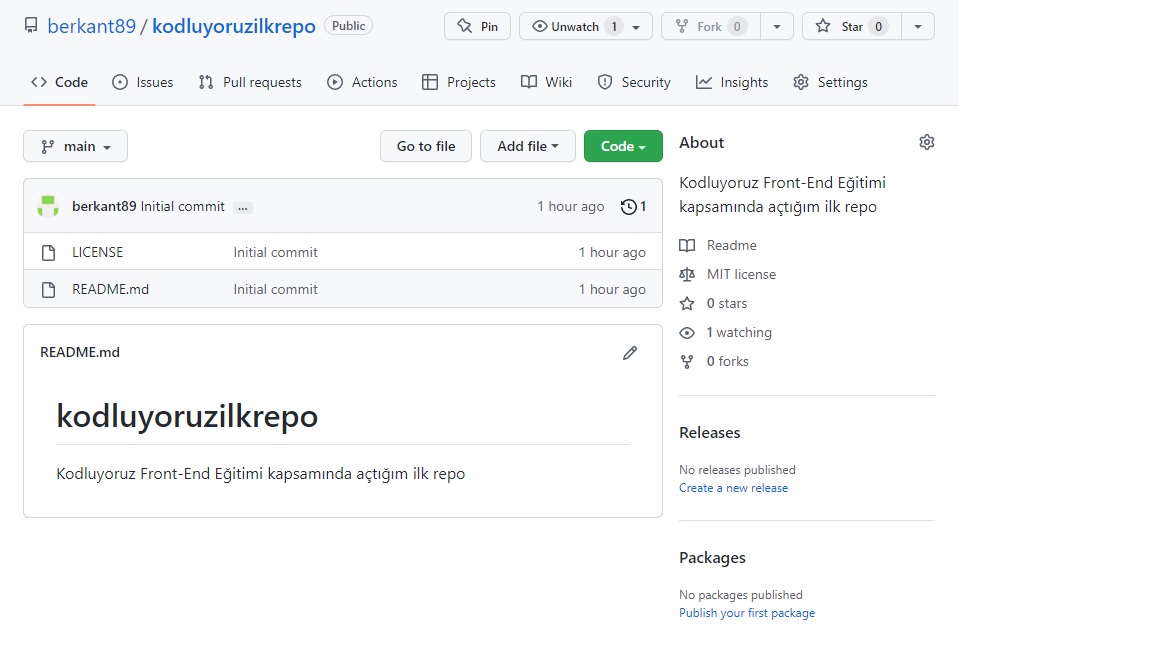 berkant89 / kodluyoruzilkrepo Public
Pin Unwatch 1 Fork 0 Star 0
Code Issues Pull requests Actions Projects Wiki Security Insights Settings
main Go to file Add file Code
berkant89 Initial commit ... 1 hour ago 1
LICENSE Initial commit 1 hour ago
README.md Initial commit 1 hour ago
README.md
kodluyoruzilkrepo
Kodluyoruz Front-End Eğitimi kapsamında açtığım ilk repo
About
Kodluyoruz Front-End Eğitimi
kapsamında açtığım ilk repo
Readme
MIT license
0 stars
1 watching
0 forks
Releases
No releases published
Create a new release
Packages
No packages published
Publish your first package